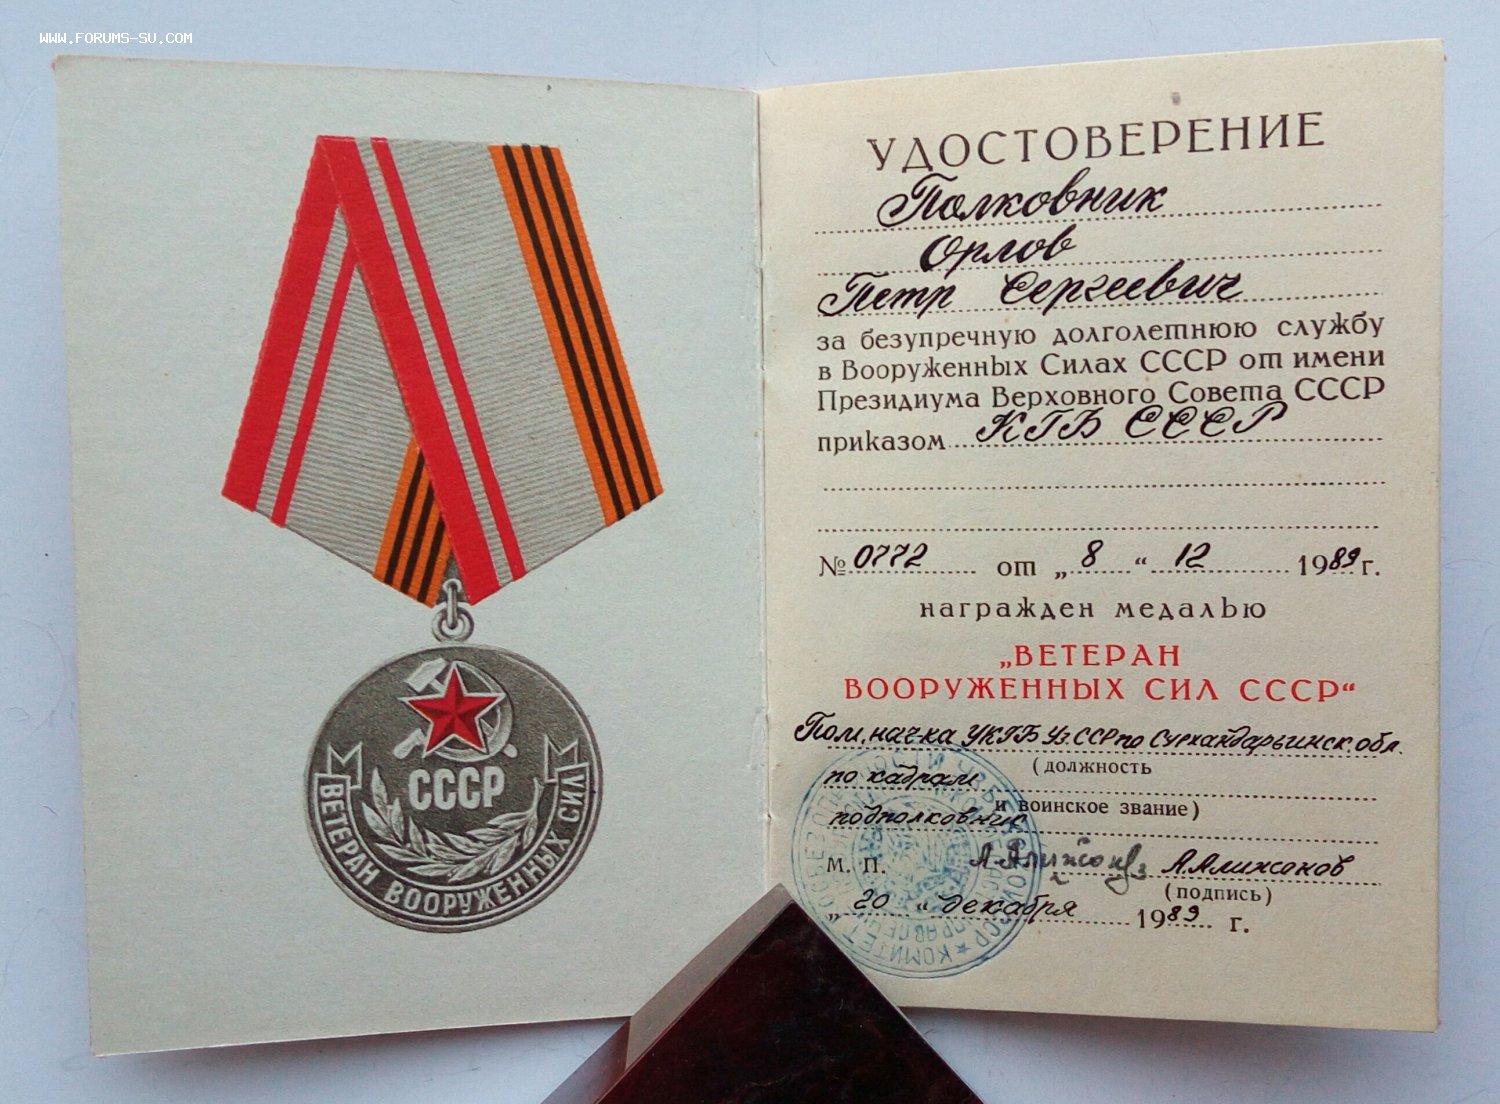 WWW.FORUMS-SU.COM
СССР
ВЕТЕРАН ВООРУЖЕННЫХ СИЛ
УДОСТОВЕРЕНИЕ
Полковник
Орлов
Петр Сергеевич
за безупречную долголетнюю службу
в Вооруженных Силах СССР от имени
Президиума Верховного Совета СССР
приказом КГБ СССР
№ 0772 от „8“ 12 1989 г.
награжден медалью
„ВЕТЕРАН
ВООРУЖЕННЫХ СИЛ СССР“
Пом. нач-ка УКГБ Уз.ССР по Сурхандарьинск. обл.
(должность
по кадрам
и воинское звание)
подполковник
М. П. А.Алижонов
(подпись)
„20“ декабря 1989 г.